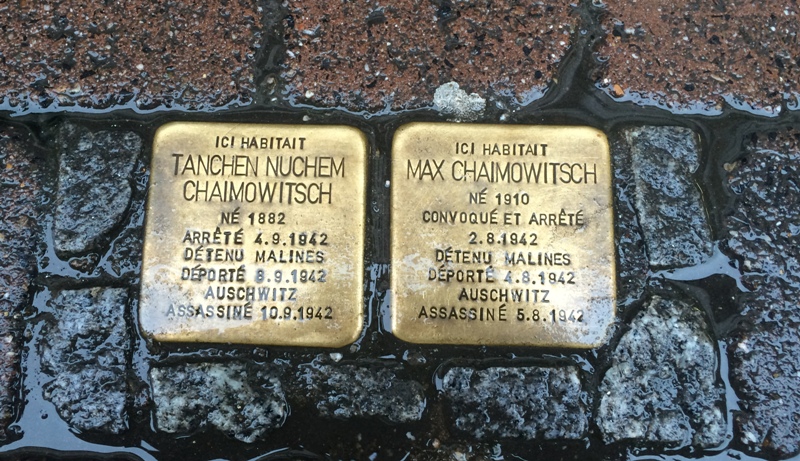 ICI HABITAIT
TANCHEN NUCHEM
CHAIMOWITSCH
NÉ 1882
ARRÊTÉ 4.9.1942
DÉTENU MALINES
DÉPORTÉ 8.9.1942
AUSCHWITZ
ASSASSINÉ 10.9.1942
ICI HABITAIT
MAX CHAIMOWITSCH
NÉ 1910
CONVOQUÉ ET ARRÊTÉ
2.8.1942
DÉTENU MALINES
DÉPORTÉ 4.8.1942
AUSCHWITZ
ASSASSINÉ 5.8.1942